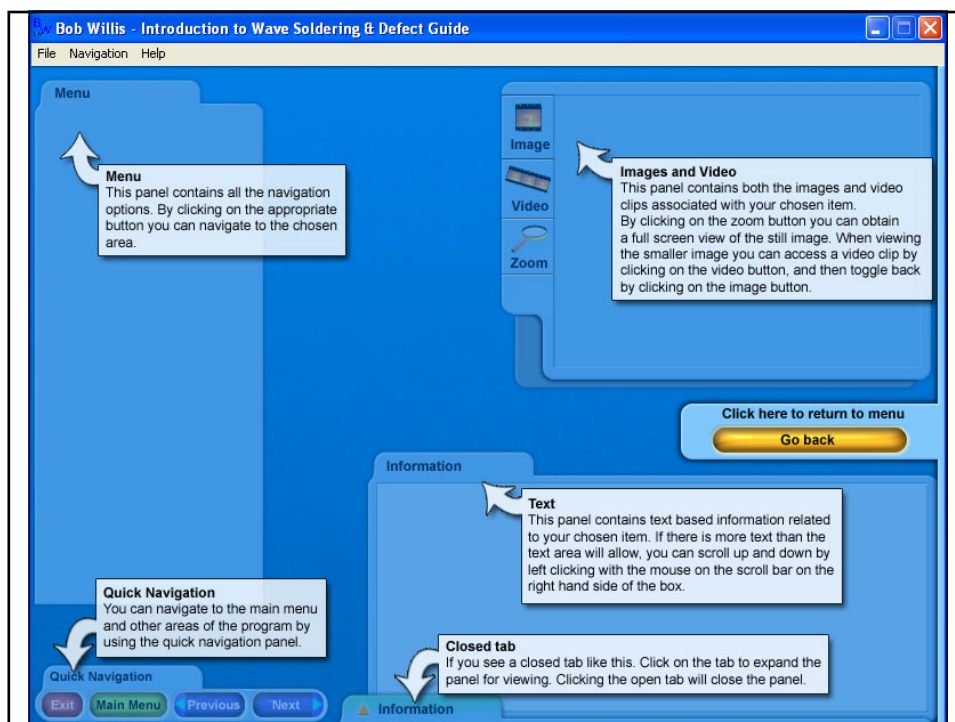 Bob Willis - Introduction to Wave Soldering & Defect Guide
File Navigation Help
Menu
Menu
This panel contains all the navigation
options. By clicking on the appropriate
button you can navigate to the chosen
area.
Image
Video
Zoom
Images and Video
This panel contains both the images and video
clips associated with your chosen item.
By clicking on the zoom button you can obtain
a full screen view of the still image. When viewing
the smaller image you can access a video clip by
clicking on the video button, and then toggle back
by clicking on the image button.
Click here to return to menu
Go back
Information
Text
This panel contains text based information related
to your chosen item. If there is more text than the
text area will allow, you can scroll up and down by
left clicking with the mouse on the scroll bar on the
right hand side of the box.
Quick Navigation
You can navigate to the main menu
and other areas of the program by
using the quick navigation panel.
Closed tab
If you see a closed tab like this. Click on the tab to expand the
panel for viewing. Clicking the open tab will close the panel.
Quick Navigation
Exit Main Menu Previous Next
Information